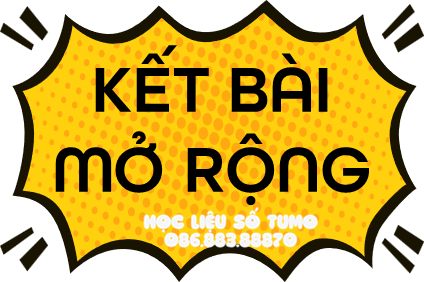 KẾT BÀI
MỞ RỘNG
HỌC LIỆU SỐ TUMO
086.883.88870